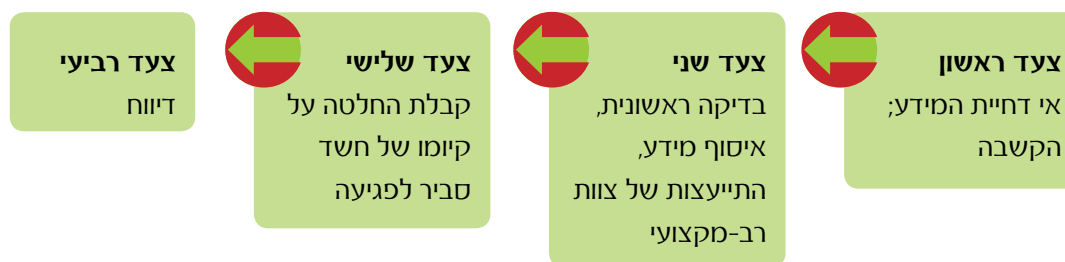 צעד ראשון
אי דחיית המידע;
הקשבה
צעד שני
בדיקה ראשונית,
איסוף מידע,
התייעצות של צוות
רב-מקצועי
צעד שלישי
קבלת החלטה על
קיומו של חשד
סביר לפגיעה
צעד רביעי
דיווח